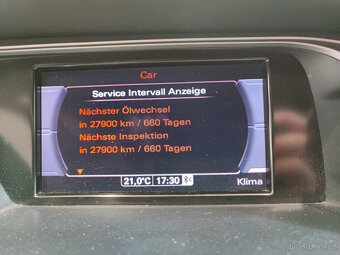 Car
Service Intervall Anzeige
Nächster Ölwechsel
in 27900 km / 660 Tagen
Nächste Inspektion
in 27900 km / 660 Tagen
21,0°C 17:30
Klima